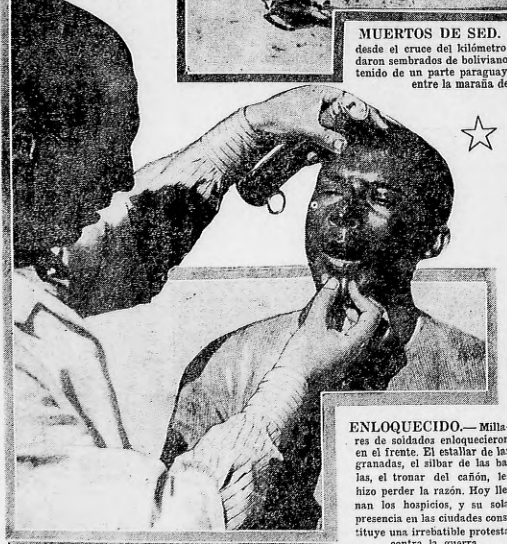 MUERTOS DE SED.
desde el cruce del kilómetro
daron sembrados de boliviano
tenido de un parte paraguay
entre la maraña de
ENLOQUECIDO.—Milla-
res de soldados enloquecieron
en el frente. El estallar de las
granadas, el silbar de las ba
las, el tronar del cañón, le
hizo perder la razón. Hoy lle
nan los hospicios, y su sola
presencia en las ciudades cons
tituye una irrebatible protesta
contra la guerra